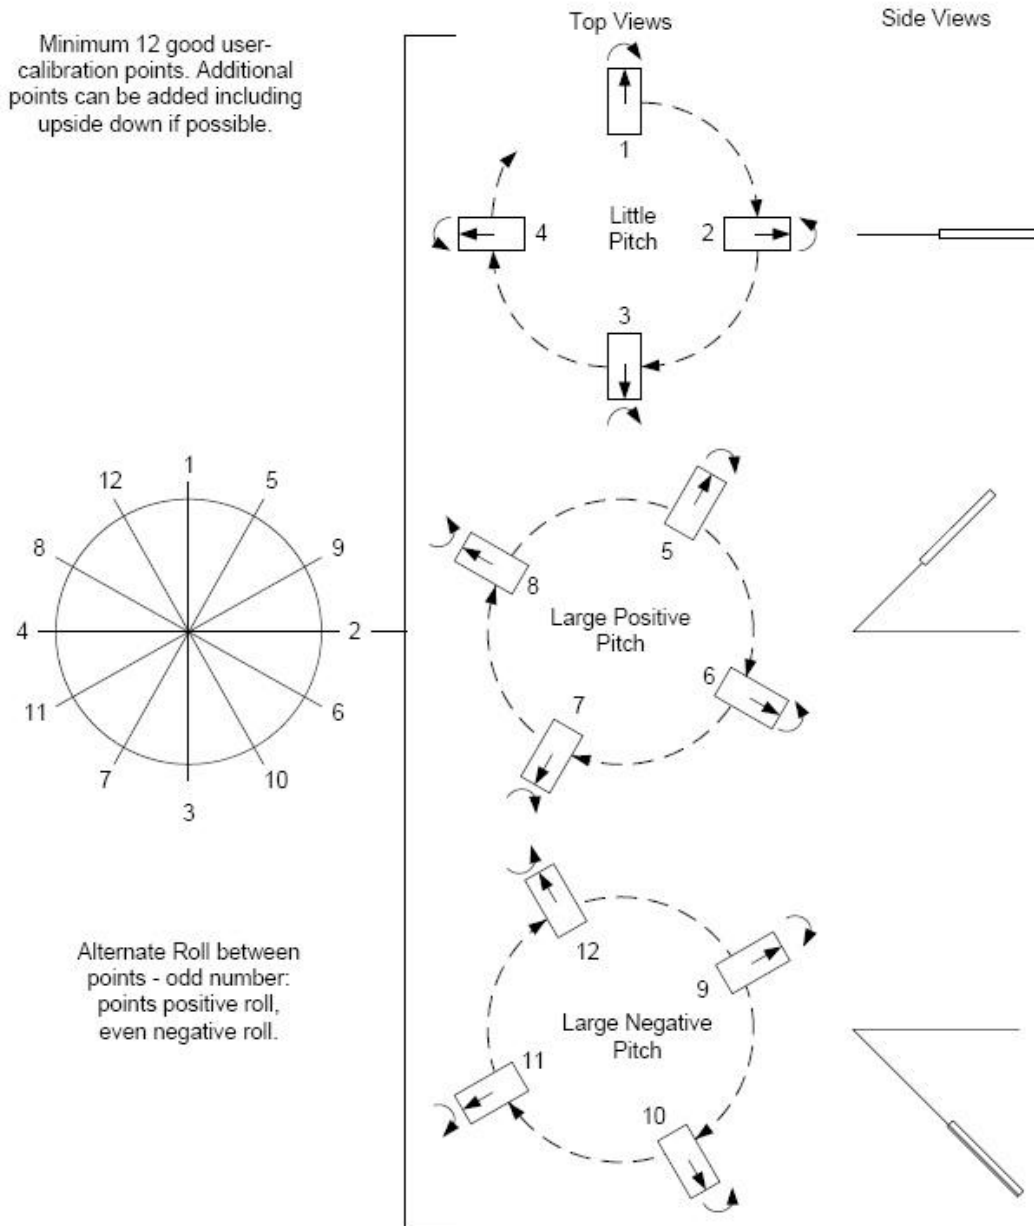 Minimum 12 good user-
calibration points. Additional
points can be added including
upside down if possible.
Top Views
Side Views
1
Little
Pitch
4
2
3
1
12
5
8
9
4
2
11
6
7
10
3
5
8
Large Positive
Pitch
6
7
Alternate Roll between
points - odd number:
points positive roll,
even negative roll.
12
9
Large Negative
Pitch
11
10